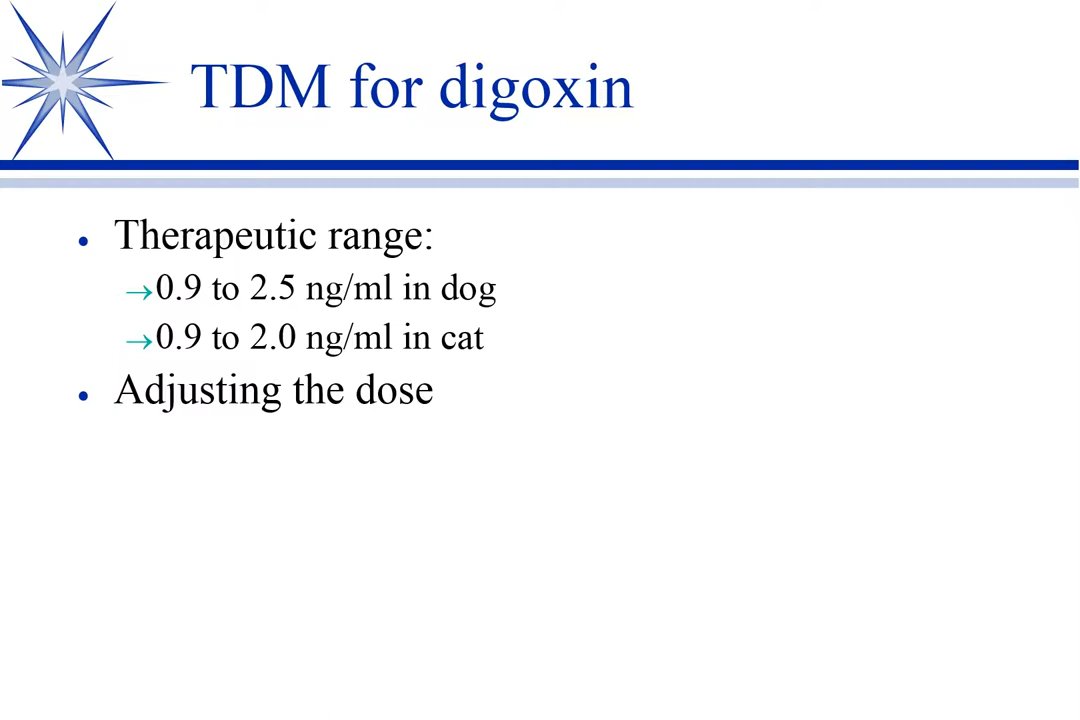 TDM for digoxin
• Therapeutic range:
→0.9 to 2.5 ng/ml in dog
→0.9 to 2.0 ng/ml in cat
• Adjusting the dose